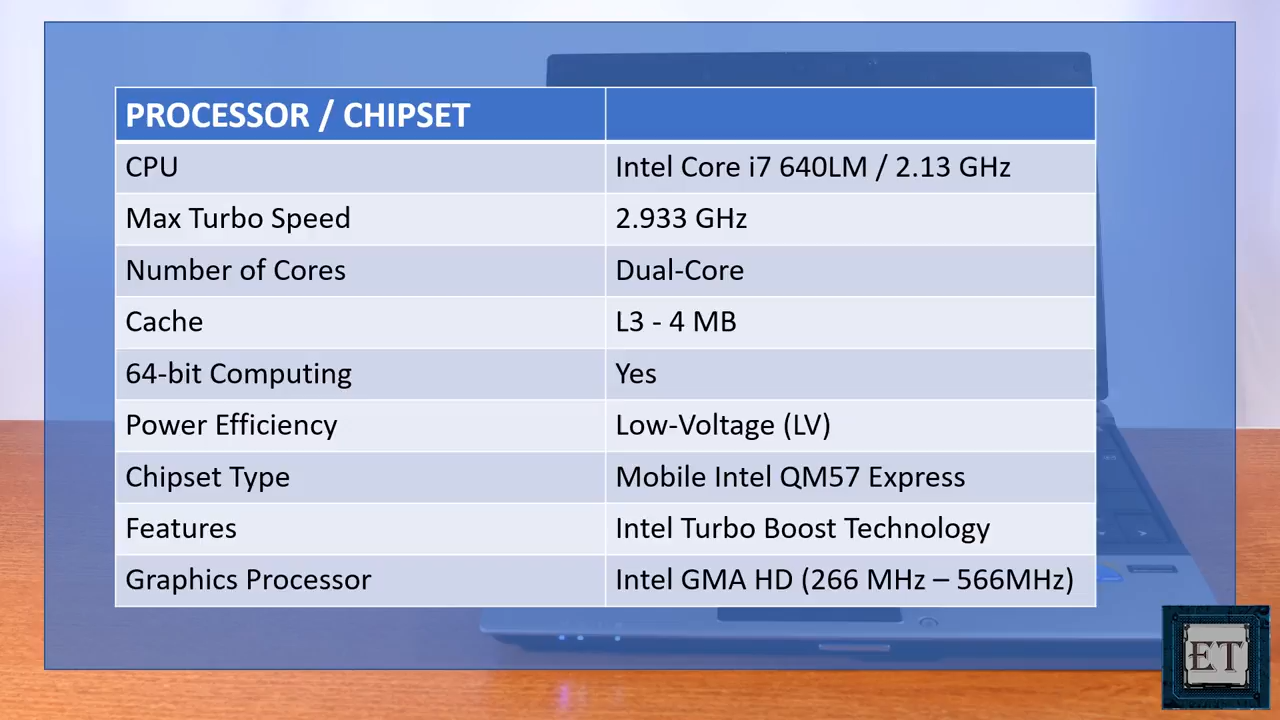 PROCESSOR / CHIPSET
CPU Intel Core i7 640LM / 2.13 GHz
Max Turbo Speed 2.933 GHz
Number of Cores Dual-Core
Cache L3 - 4 MB
64-bit Computing Yes
Power Efficiency Low-Voltage (LV)
Chipset Type Mobile Intel QM57 Express
Features Intel Turbo Boost Technology
Graphics Processor Intel GMA HD (266 MHz – 566MHz)
ET